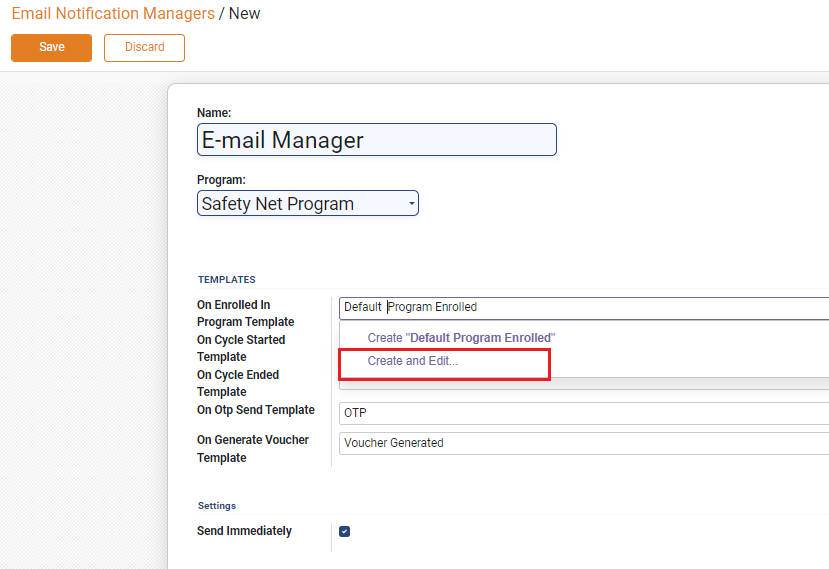 Email Notification Managers / New
Save
Discard
Name:
E-mail Manager
Program:
Safety Net Program
TEMPLATES
On Enrolled In
Program Template
Default Program Enrolled
Create "Default Program Enrolled"
On Cycle Started
Template
Create and Edit...
On Cycle Ended
Template
On Otp Send Template
OTP
On Generate Voucher
Template
Voucher Generated
Settings
Send Immediately